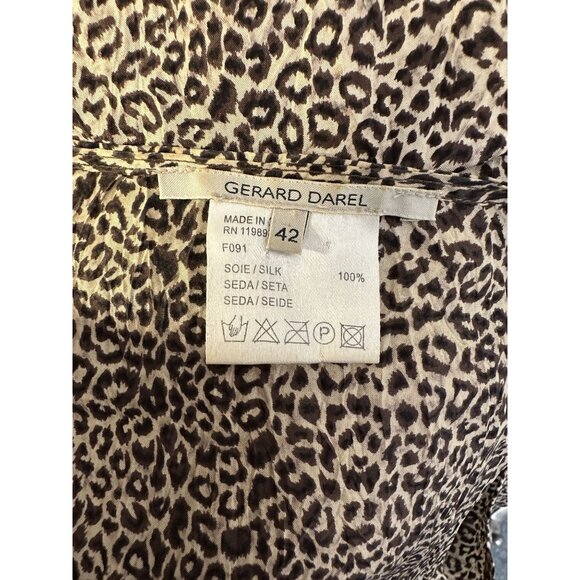 GERARD DAREL
MADE IN
RN 11989
42
F091
SOIE / SILK 100%
SEDA / SETA
SEDA / SEIDE
P